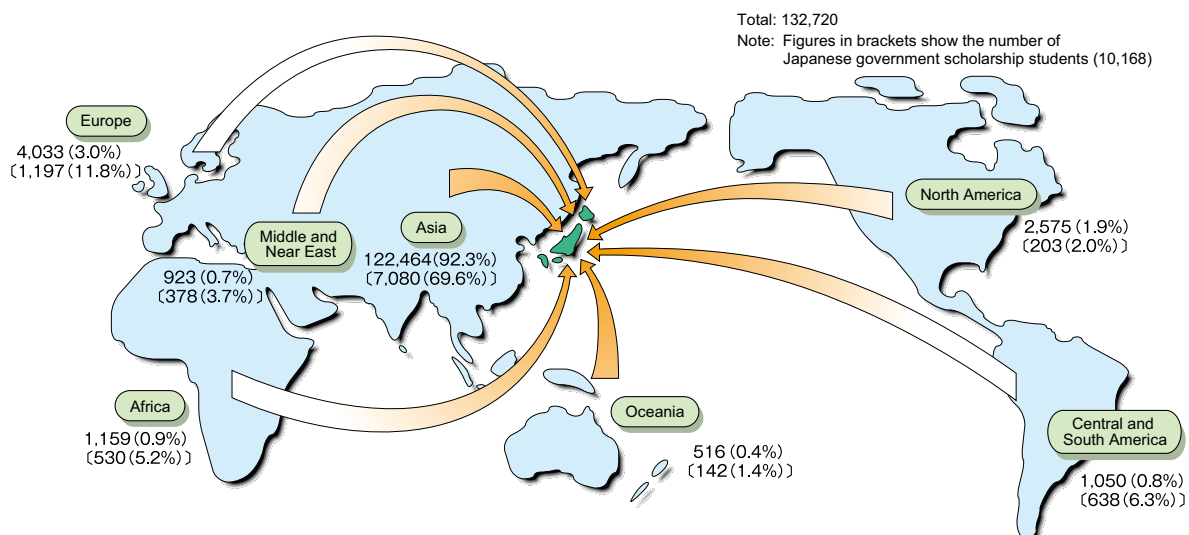 Total: 132,720
Note: Figures in brackets show the number of
Japanese government scholarship students (10,168)
Europe
4,033 (3.0%)
〔1,197 (11.8%)〕
Middle and
Near East
923 (0.7%)
〔378 (3.7%)〕
Asia
122,464 (92.3%)
〔7,080 (69.6%)〕
North America
2,575 (1.9%)
〔203 (2.0%)〕
Africa
1,159 (0.9%)
〔530 (5.2%)〕
Oceania
516 (0.4%)
〔142 (1.4%)〕
Central and
South America
1,050 (0.8%)
〔638 (6.3%)〕